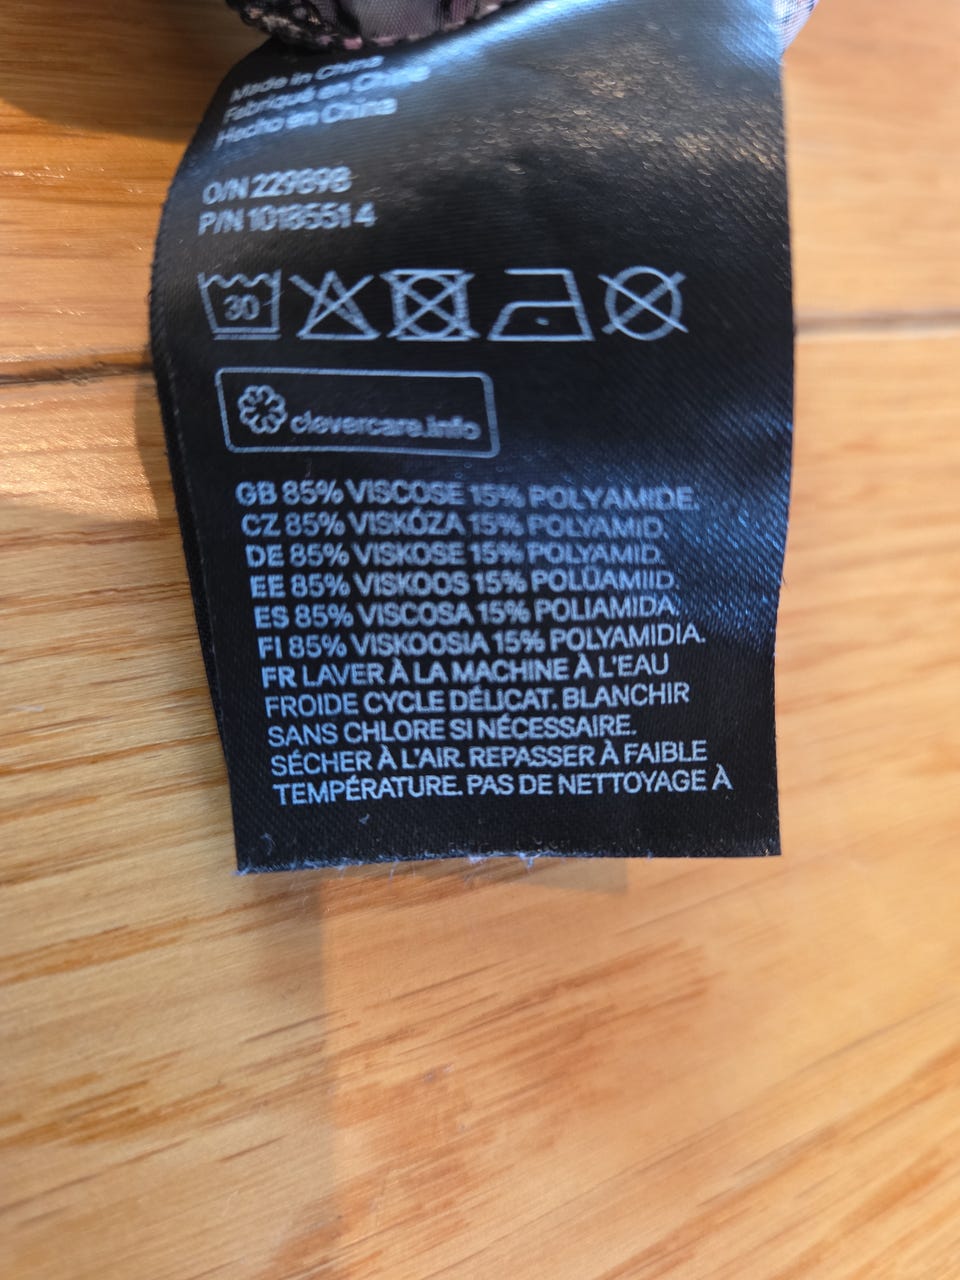 Made in China
Fabriqué en Chine
Hecho en China
O/N 229898
P/N 10185514
30
clevercare.info
GB 85% VISCOSE 15% POLYAMIDE.
CZ 85% VISKÓZA 15% POLYAMID.
DE 85% VISKOSE 15% POLYAMID.
EE 85% VISKOOS 15% POLÜAMIID.
ES 85% VISCOSA 15% POLIAMIDA.
FI 85% VISKOOSIA 15% POLYAMIDIA.
FR LAVER À LA MACHINE À L'EAU
FROIDE CYCLE DÉLICAT. BLANCHIR
SANS CHLORE SI NÉCESSAIRE.
SÉCHER À L'AIR. REPASSER À FAIBLE
TEMPÉRATURE. PAS DE NETTOYAGE À